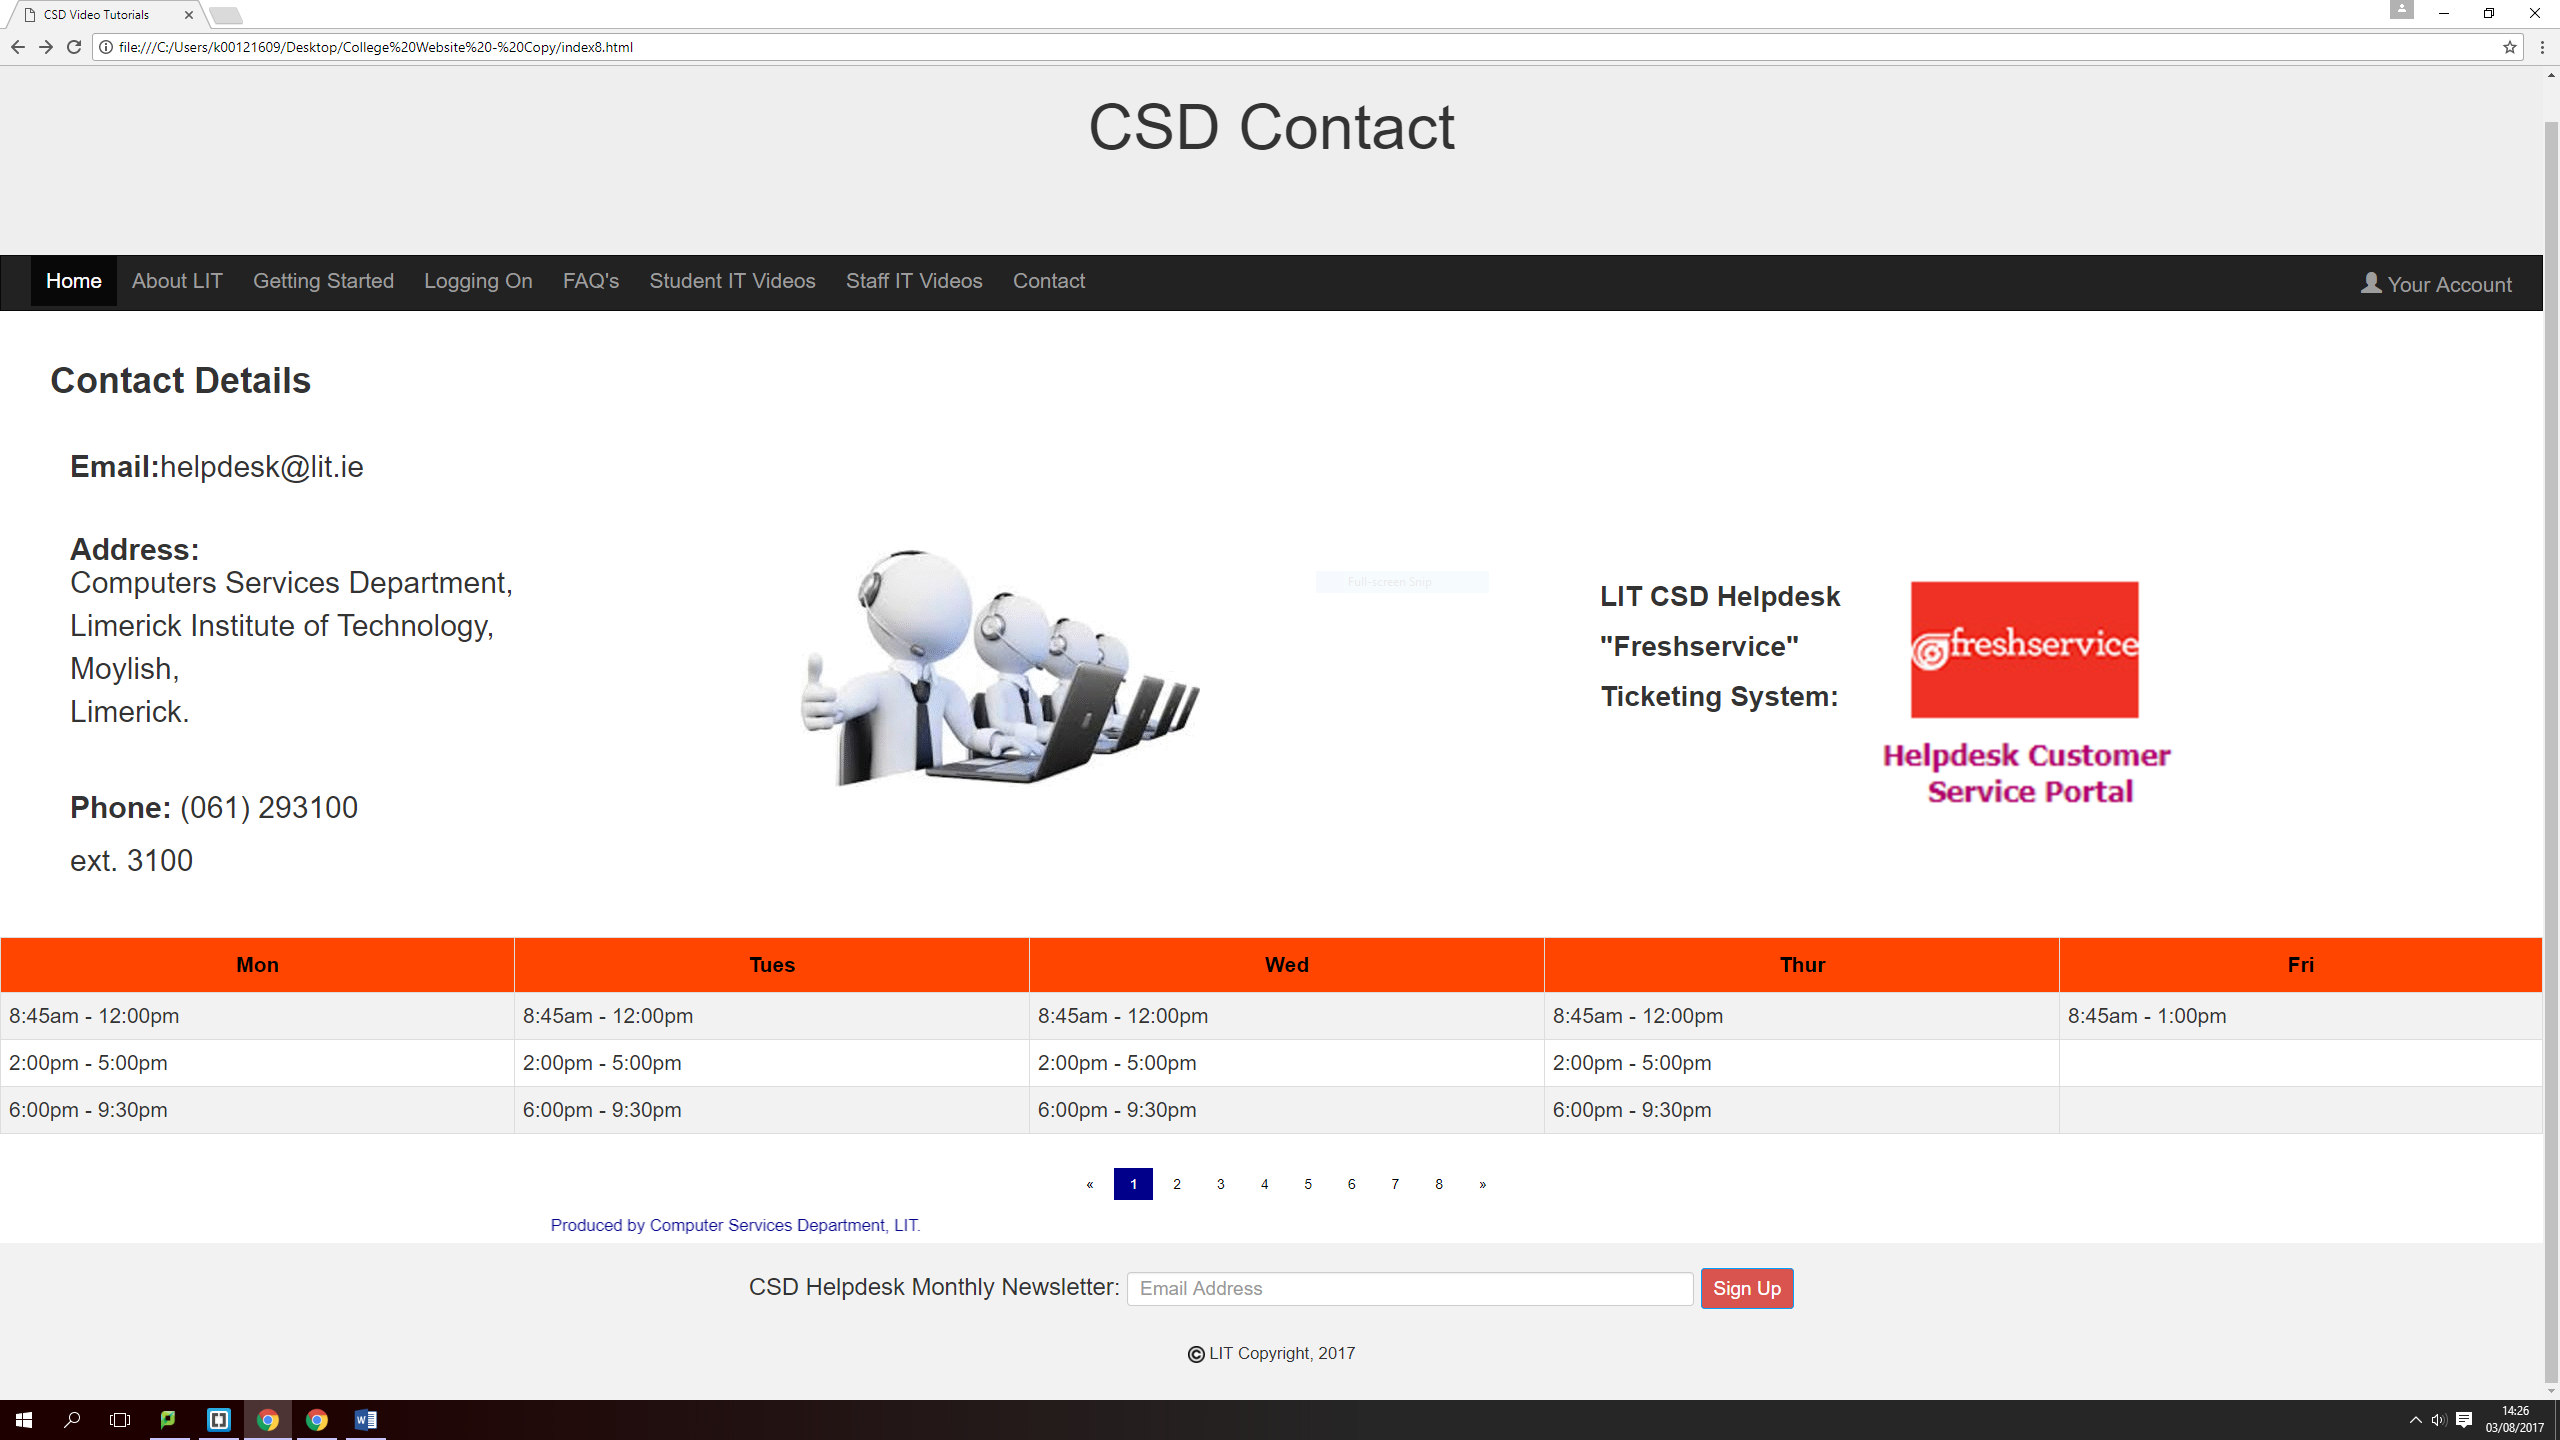 CSD Video Tutorials
file:///C:/Users/k00121609/Desktop/College%20Website%20-%20Copy/index8.html
CSD Contact
Home About LIT Getting Started Logging On FAQ's Student IT Videos Staff IT Videos Contact Your Account
Contact Details
Email:helpdesk@lit.ie
Address:
Computers Services Department,
Limerick Institute of Technology,
Moylish,
Limerick.
Phone: (061) 293100
ext. 3100
Full-screen Snip
LIT CSD Helpdesk
"Freshservice"
Ticketing System:
freshservice
Helpdesk Customer
Service Portal
Mon Tues Wed Thur Fri
8:45am - 12:00pm 8:45am - 12:00pm 8:45am - 12:00pm 8:45am - 12:00pm 8:45am - 1:00pm
2:00pm - 5:00pm 2:00pm - 5:00pm 2:00pm - 5:00pm 2:00pm - 5:00pm
6:00pm - 9:30pm 6:00pm - 9:30pm 6:00pm - 9:30pm 6:00pm - 9:30pm
« 1 2 3 4 5 6 7 8 »
Produced by Computer Services Department, LIT.
CSD Helpdesk Monthly Newsletter: Email Address Sign Up
© LIT Copyright, 2017
14:26
03/08/2017